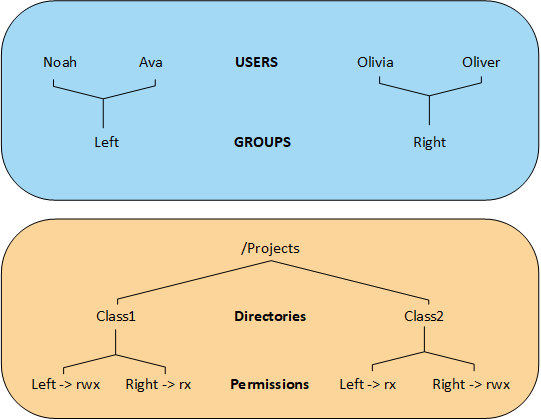 Noah Ava USERS Olivia Oliver
Left GROUPS Right
/Projects
Class1 Directories Class2
Left -> rwx Right -> rx Permissions Left -> rx Right -> rwx